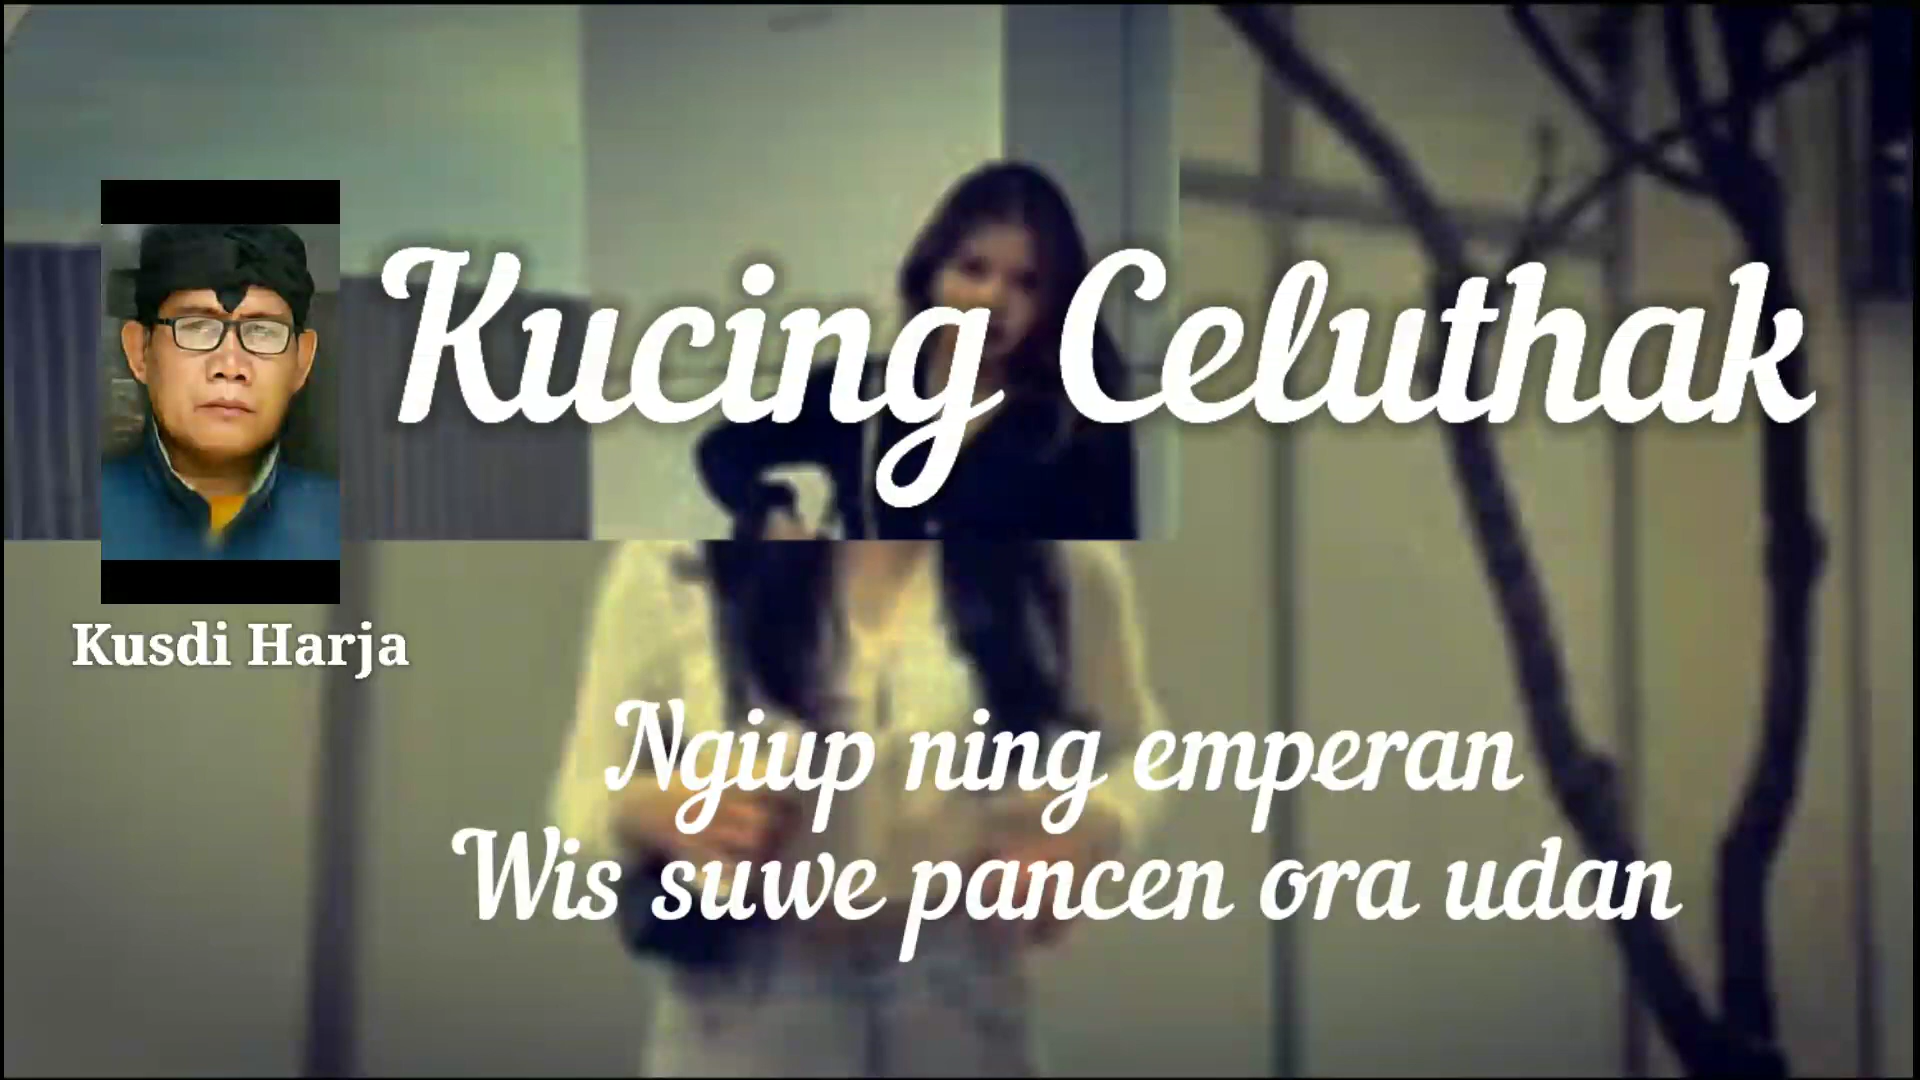 Kucing Celuthak
Kusdi Harja
Ngiup ning emperan
Wis suwe pancen ora udan